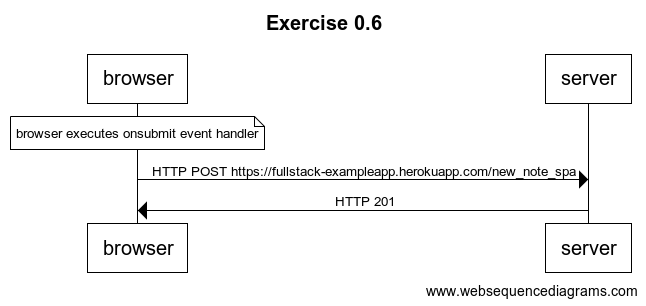 Exercise 0.6
browser
server
browser executes onsubmit event handler
HTTP POST https://fullstack-exampleapp.herokuapp.com/new_note_spa
HTTP 201
browser
server
www.websequencediagrams.com